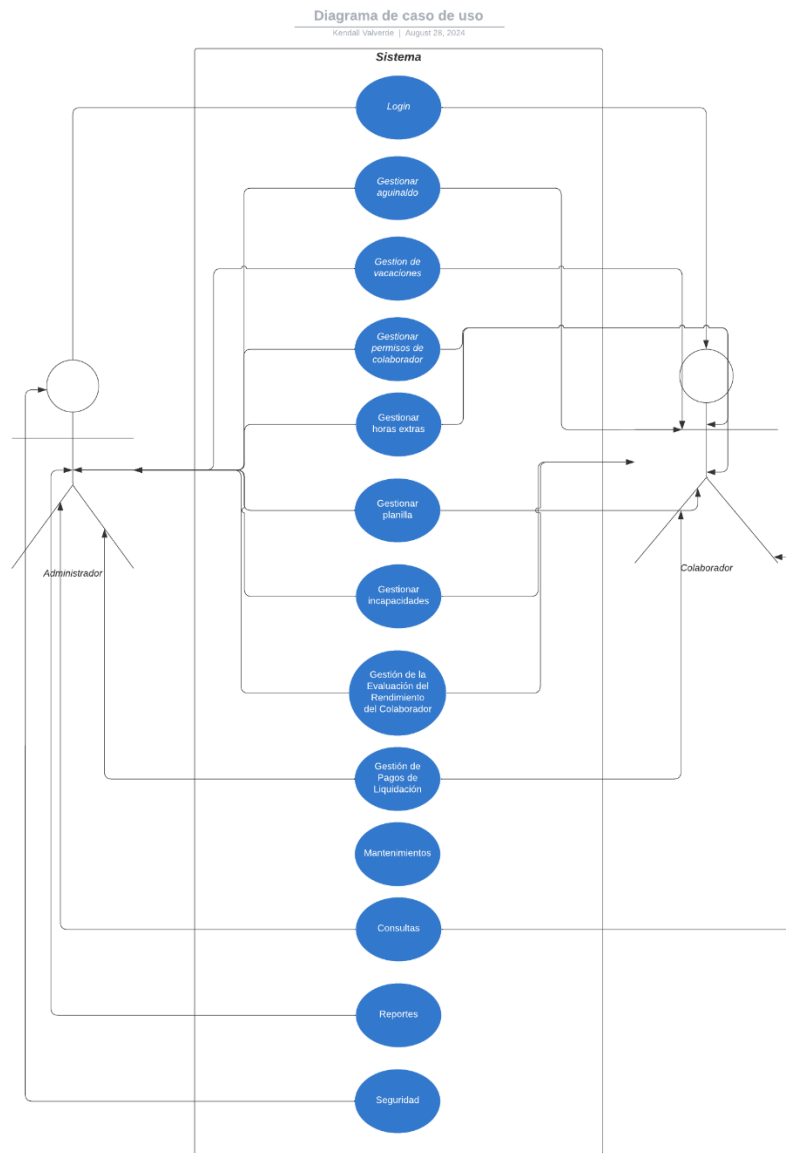 Diagrama de caso de uso
Kendall Valverde | August 28, 2024
Sistema
Login
Gestionar
aguinaldo
Gestion de
vacaciones
Gestionar
permisos de
colaborador
Gestionar
horas extras
Gestionar
planilla
Administrador
Colaborador
Gestionar
incapacidades
Gestión de la
Evaluación del
Rendimiento
del Colaborador
Gestión de
Pagos de
Liquidación
Mantenimientos
Consultas
Reportes
Seguridad